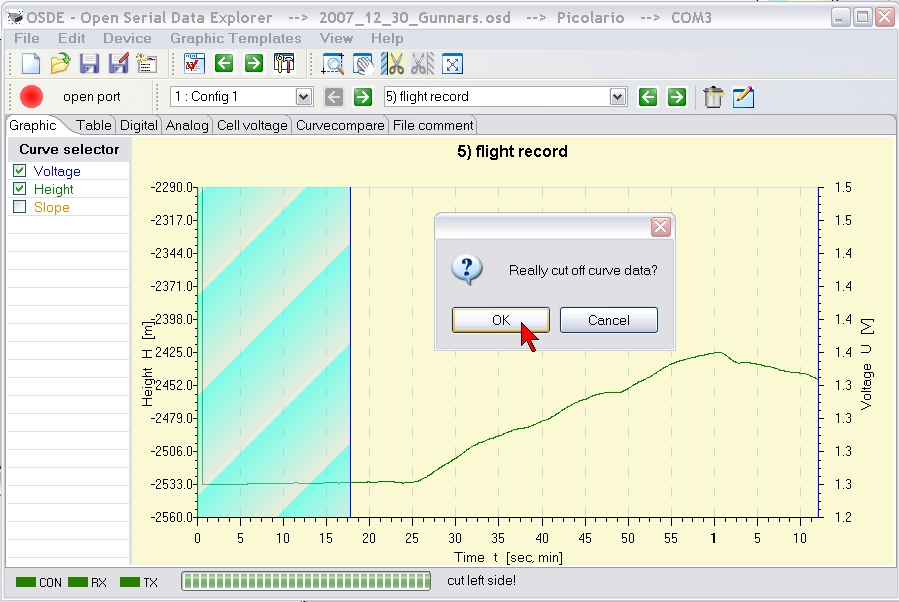 OSDE - Open Serial Data Explorer --> 2007_12_30_Gunnars.osd --> Picolario --> COM3
File Edit Device Graphic Templates View Help
open port 1 : Config 1 5) flight record
Graphic Table Digital Analog Cell voltage Curvecompare File comment
Curve selector
Voltage
Height
Slope
5) flight record
Height H [m]
-2290.0
-2317.0
-2344.0
-2371.0
-2398.0
-2425.0
-2452.0
-2479.0
-2506.0
-2533.0
-2560.0
Really cut off curve data?
OK Cancel
1.5
1.5
1.4
1.4
1.4
1.4
1.3
1.3
1.3
1.3
1.2
Voltage U [V]
0 5 10 15 20 25 30 35 40 45 50 55 1 5 10
Time t [sec, min]
CON RX TX cut left side!